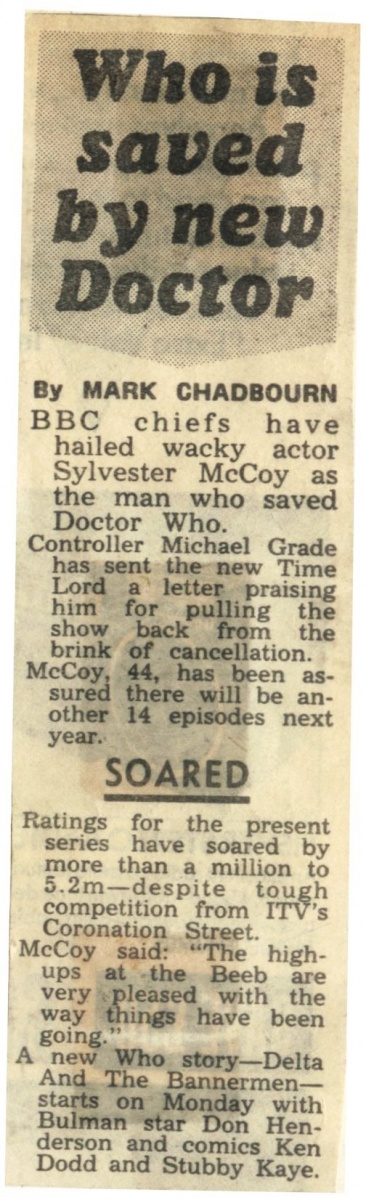 Who is
saved
by new
Doctor
By MARK CHADBOURN
BBC chiefs have
hailed wacky actor
Sylvester McCoy as
the man who saved
Doctor Who.
Controller Michael Grade
has sent the new Time
Lord a letter praising
him for pulling the
show back from the
brink of cancellation.
McCoy, 44, has been as-
sured there will be an-
other 14 episodes next
year.
SOARED
Ratings for the present
series have soared by
more than a million to
5.2m—despite tough
competition from ITV's
Coronation Street.
McCoy said: "The high-
ups at the Beeb are
very pleased with the
way things have been
going."
A new Who story—Delta
And The Bannermen—
starts on Monday with
Bulman star Don Hen-
derson and comics Ken
Dodd and Stubby Kaye.